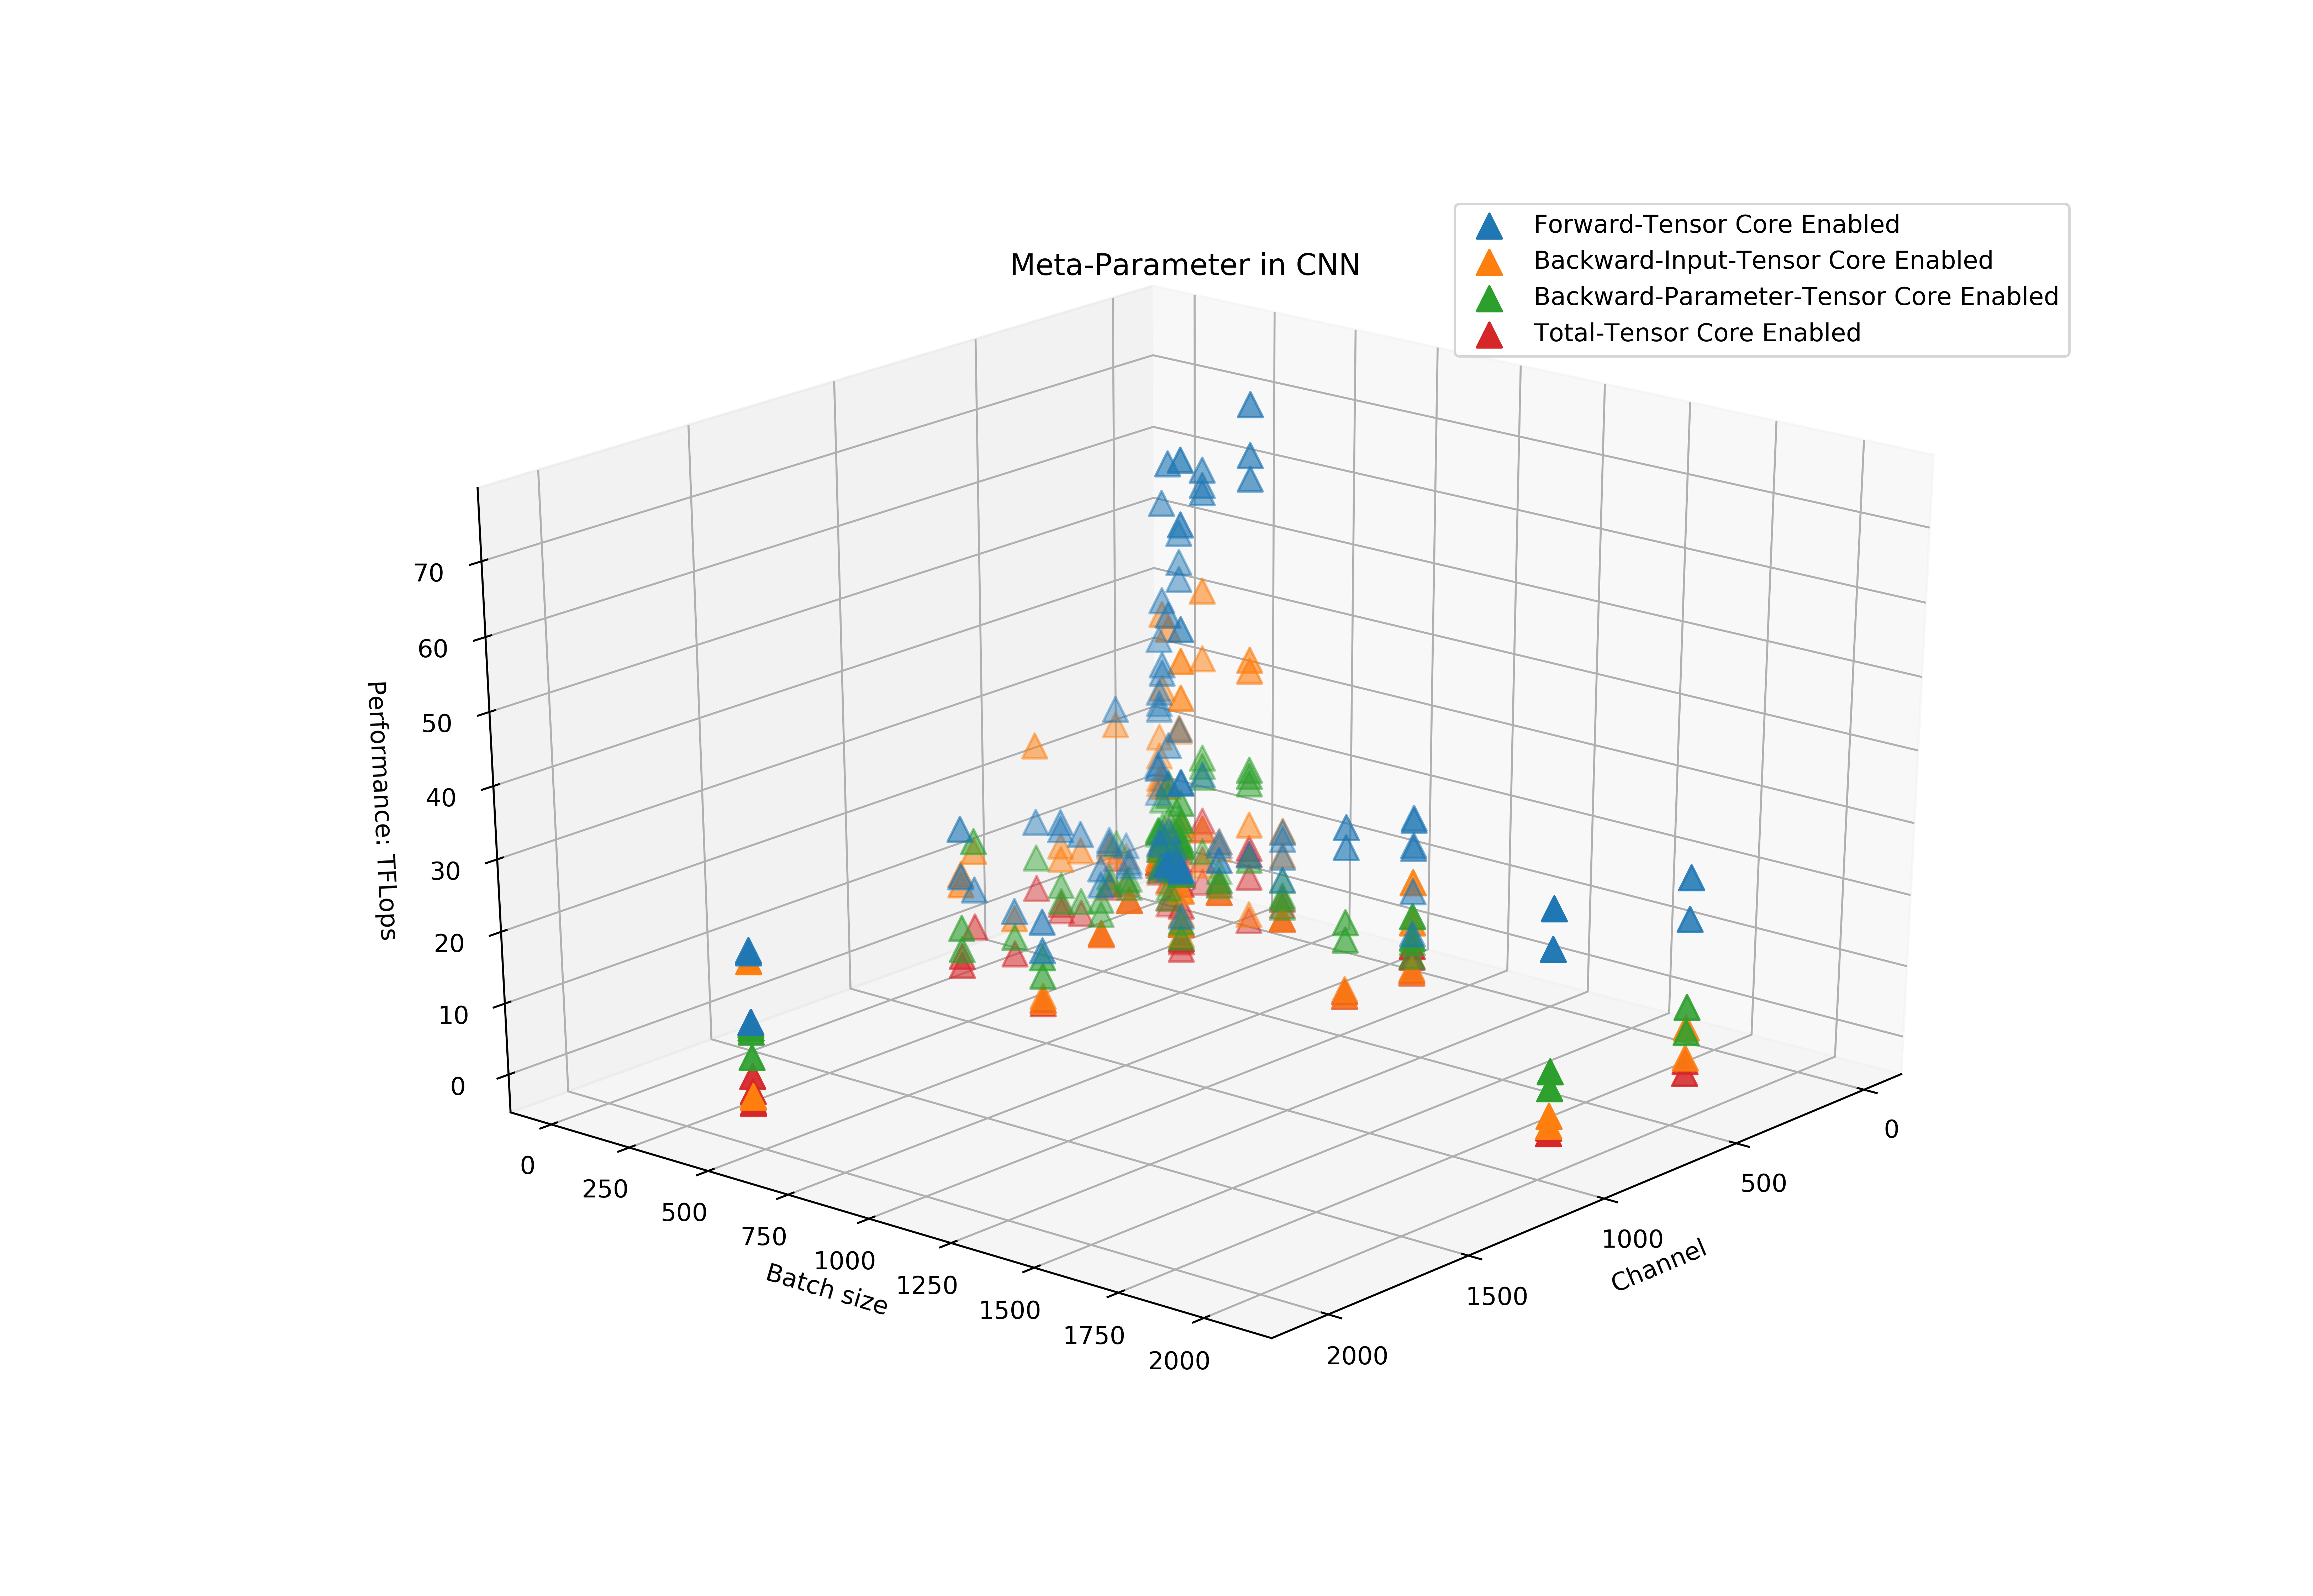 Meta-Parameter in CNN
Forward-Tensor Core Enabled
Backward-Input-Tensor Core Enabled
Backward-Parameter-Tensor Core Enabled
Total-Tensor Core Enabled
Performance: TFLops
70
60
50
40
30
20
10
0
Batch size
0
250
500
750
1000
1250
1500
1750
2000
Channel
0
500
1000
1500
2000